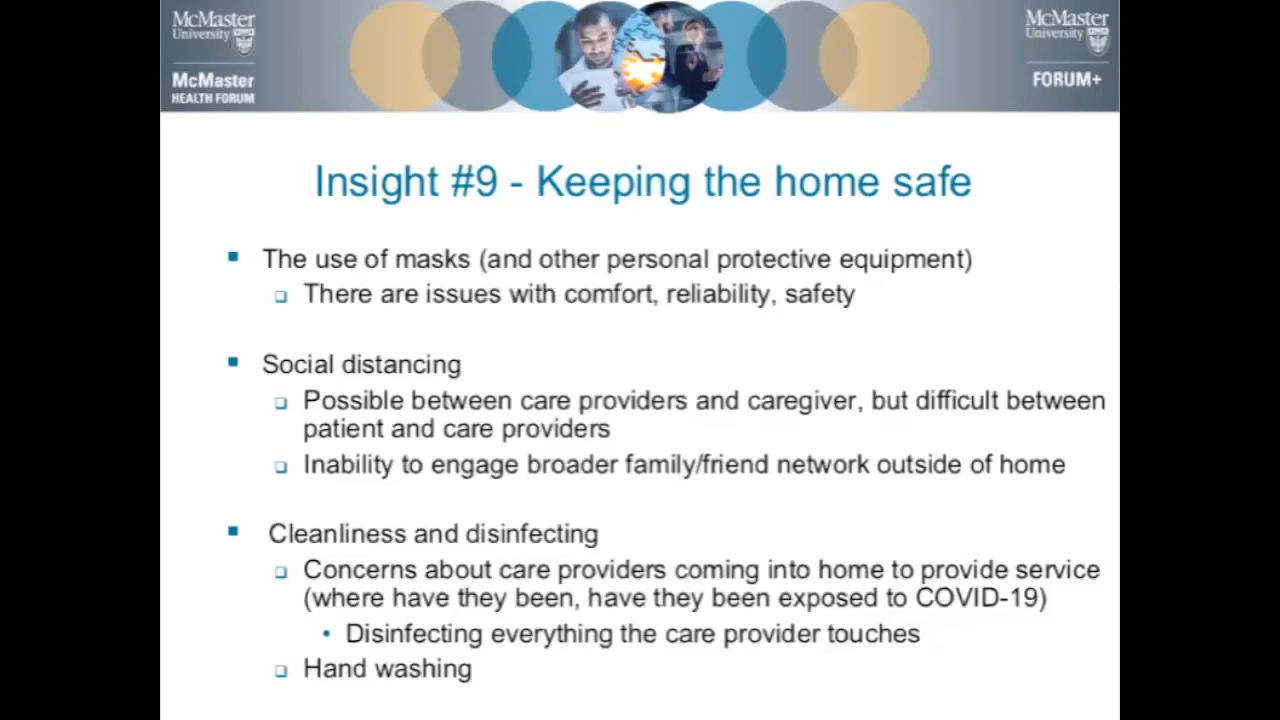 McMaster
University
McMaster
HEALTH FORUM
McMaster
University
FORUM+
Insight #9 - Keeping the home safe
The use of masks (and other personal protective equipment)
There are issues with comfort, reliability, safety
Social distancing
Possible between care providers and caregiver, but difficult between
patient and care providers
Inability to engage broader family/friend network outside of home
Cleanliness and disinfecting
Concerns about care providers coming into home to provide service
(where have they been, have they been exposed to COVID-19)
Disinfecting everything the care provider touches
Hand washing